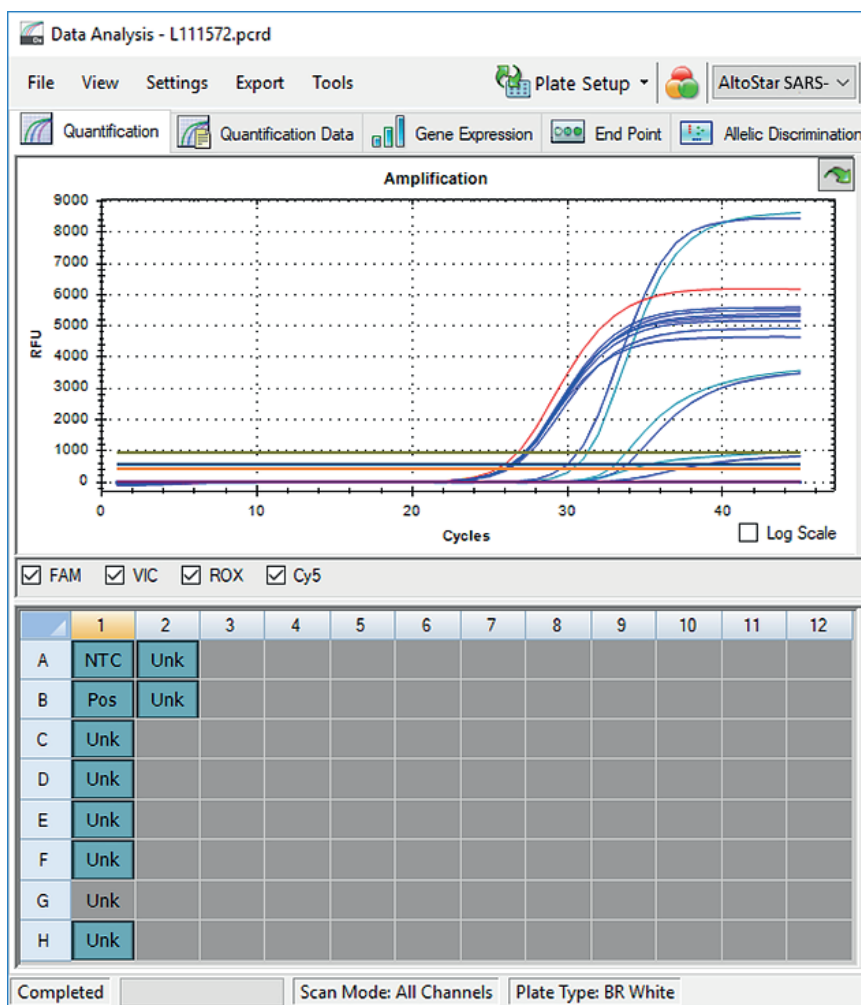 Data Analysis - L111572.pcrd
File View Settings Export Tools Plate Setup AltoStar SARS-
Quantification Quantification Data Gene Expression End Point Allelic Discrimination
Amplification
9000
8000
7000
6000
5000
4000
3000
2000
1000
0
RFU
0 10 20 30 40
Cycles
Log Scale
FAM VIC ROX Cy5
1 2 3 4 5 6 7 8 9 10 11 12
A NTC Unk
B Pos Unk
C Unk
D Unk
E Unk
F Unk
G Unk
H Unk
Completed Scan Mode: All Channels Plate Type: BR White